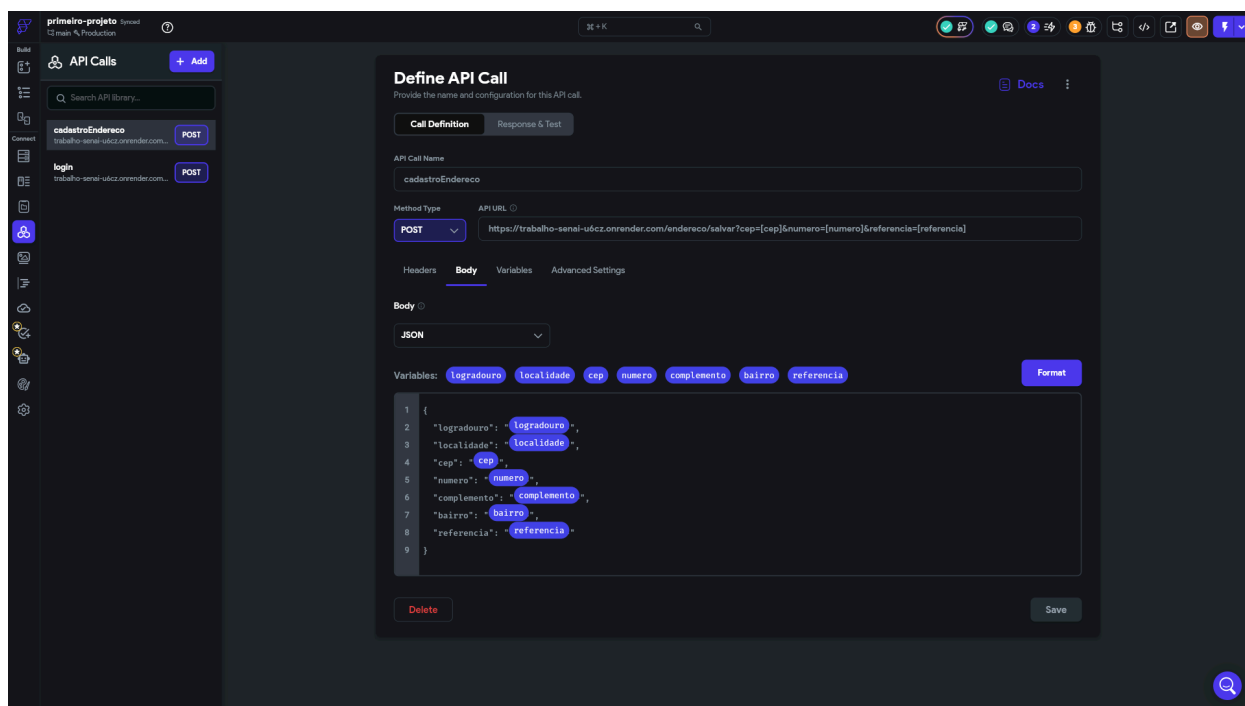 primeiro-projeto Synced
main Production
⌘+K
2
3
Build
API Calls
+ Add
Search API library...
cadastroEndereco
trabalho-senai-u6cz.onrender.com...
POST
Connect
login
trabalho-senai-u6cz.onrender.com...
POST
Define API Call
Provide the name and configuration for this API call.
Docs
Call Definition
Response & Test
API Call Name
cadastroEndereco
Method Type
API URL
POST
https://trabalho-senai-u6cz.onrender.com/endereco/salvar?cep=[cep]&numero=[numero]&referencia=[referencia]
Headers Body Variables Advanced Settings
Body
JSON
Variables: logradouro localidade cep numero complemento bairro referencia
Format
1 {
2 "logradouro": "logradouro",
3 "localidade": "localidade",
4 "cep": "cep",
5 "numero": "numero",
6 "complemento": "complemento",
7 "bairro": "bairro",
8 "referencia": "referencia"
9 }
Delete
Save